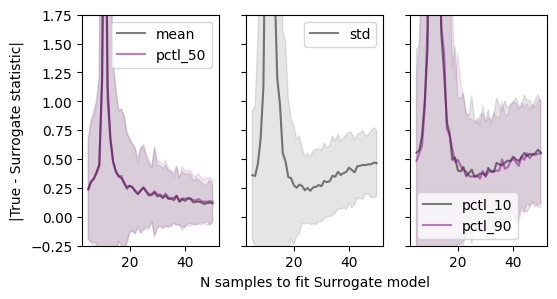 |True - Surrogate statistic|
1.75
1.50
1.25
1.00
0.75
0.50
0.25
0.00
−0.25
mean
pctl_50
20
40
std
20
40
pctl_10
pctl_90
20
40
N samples to fit Surrogate model